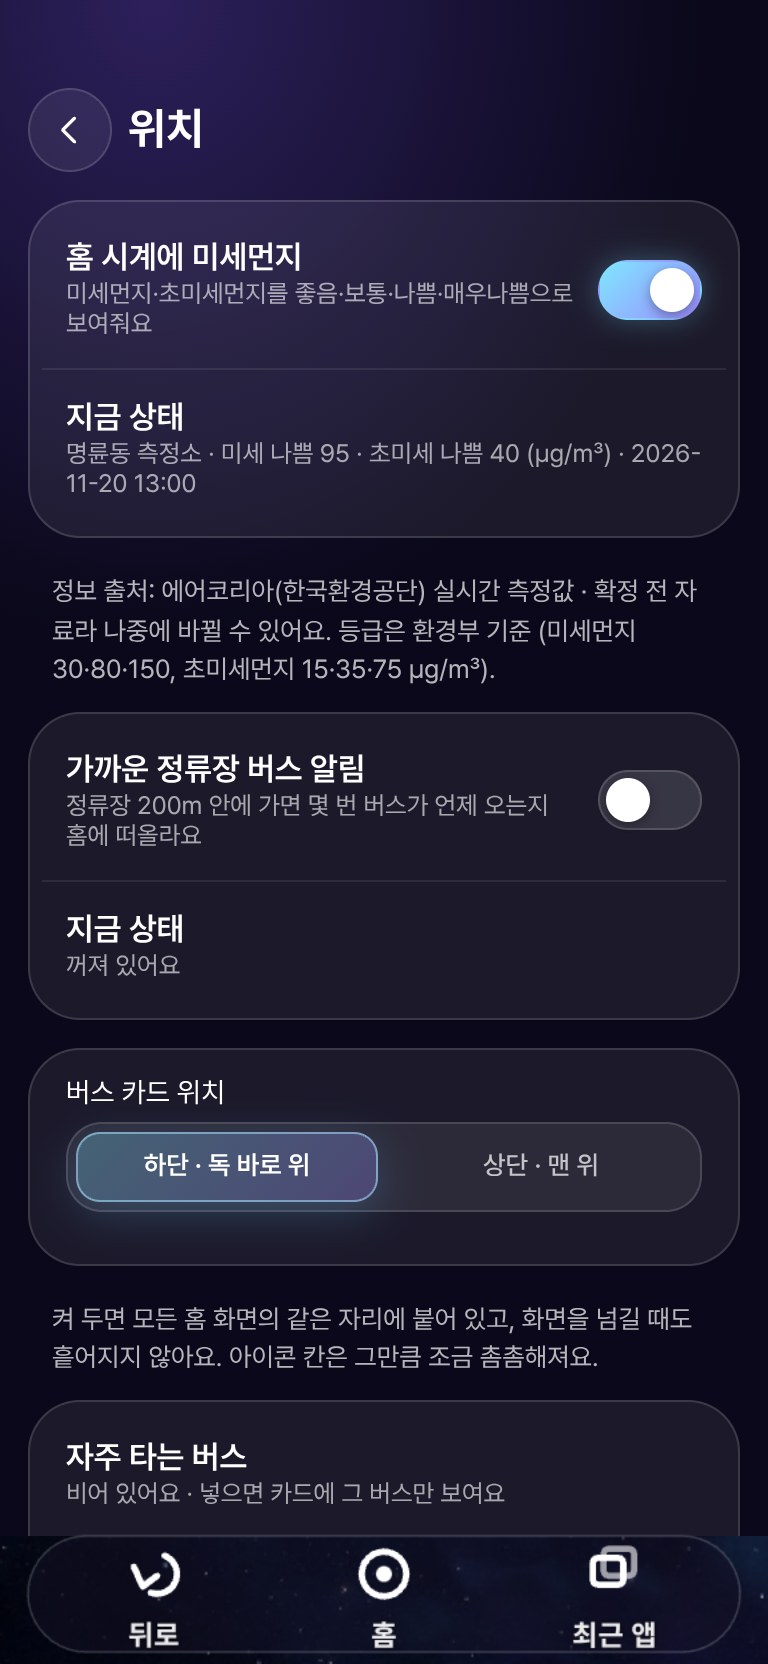 위치
홈 시계에 미세먼지
미세먼지·초미세먼지를 좋음·보통·나쁨·매우나쁨으로
보여줘요
지금 상태
명륜동 측정소 · 미세 나쁨 95 · 초미세 나쁨 40 (µg/m³) · 2026-
11-20 13:00
정보 출처: 에어코리아(한국환경공단) 실시간 측정값 · 확정 전 자
료라 나중에 바뀔 수 있어요. 등급은 환경부 기준 (미세먼지
30·80·150, 초미세먼지 15·35·75 µg/m³).
가까운 정류장 버스 알림
정류장 200m 안에 가면 몇 번 버스가 언제 오는지
홈에 떠올라요
지금 상태
꺼져 있어요
버스 카드 위치
하단 · 독 바로 위
상단 · 맨 위
켜 두면 모든 홈 화면의 같은 자리에 붙어 있고, 화면을 넘길 때도
흩어지지 않아요. 아이콘 칸은 그만큼 조금 촘촘해져요.
자주 타는 버스
비어 있어요 · 넣으면 카드에 그 버스만 보여요
뒤로
홈
최근 앱